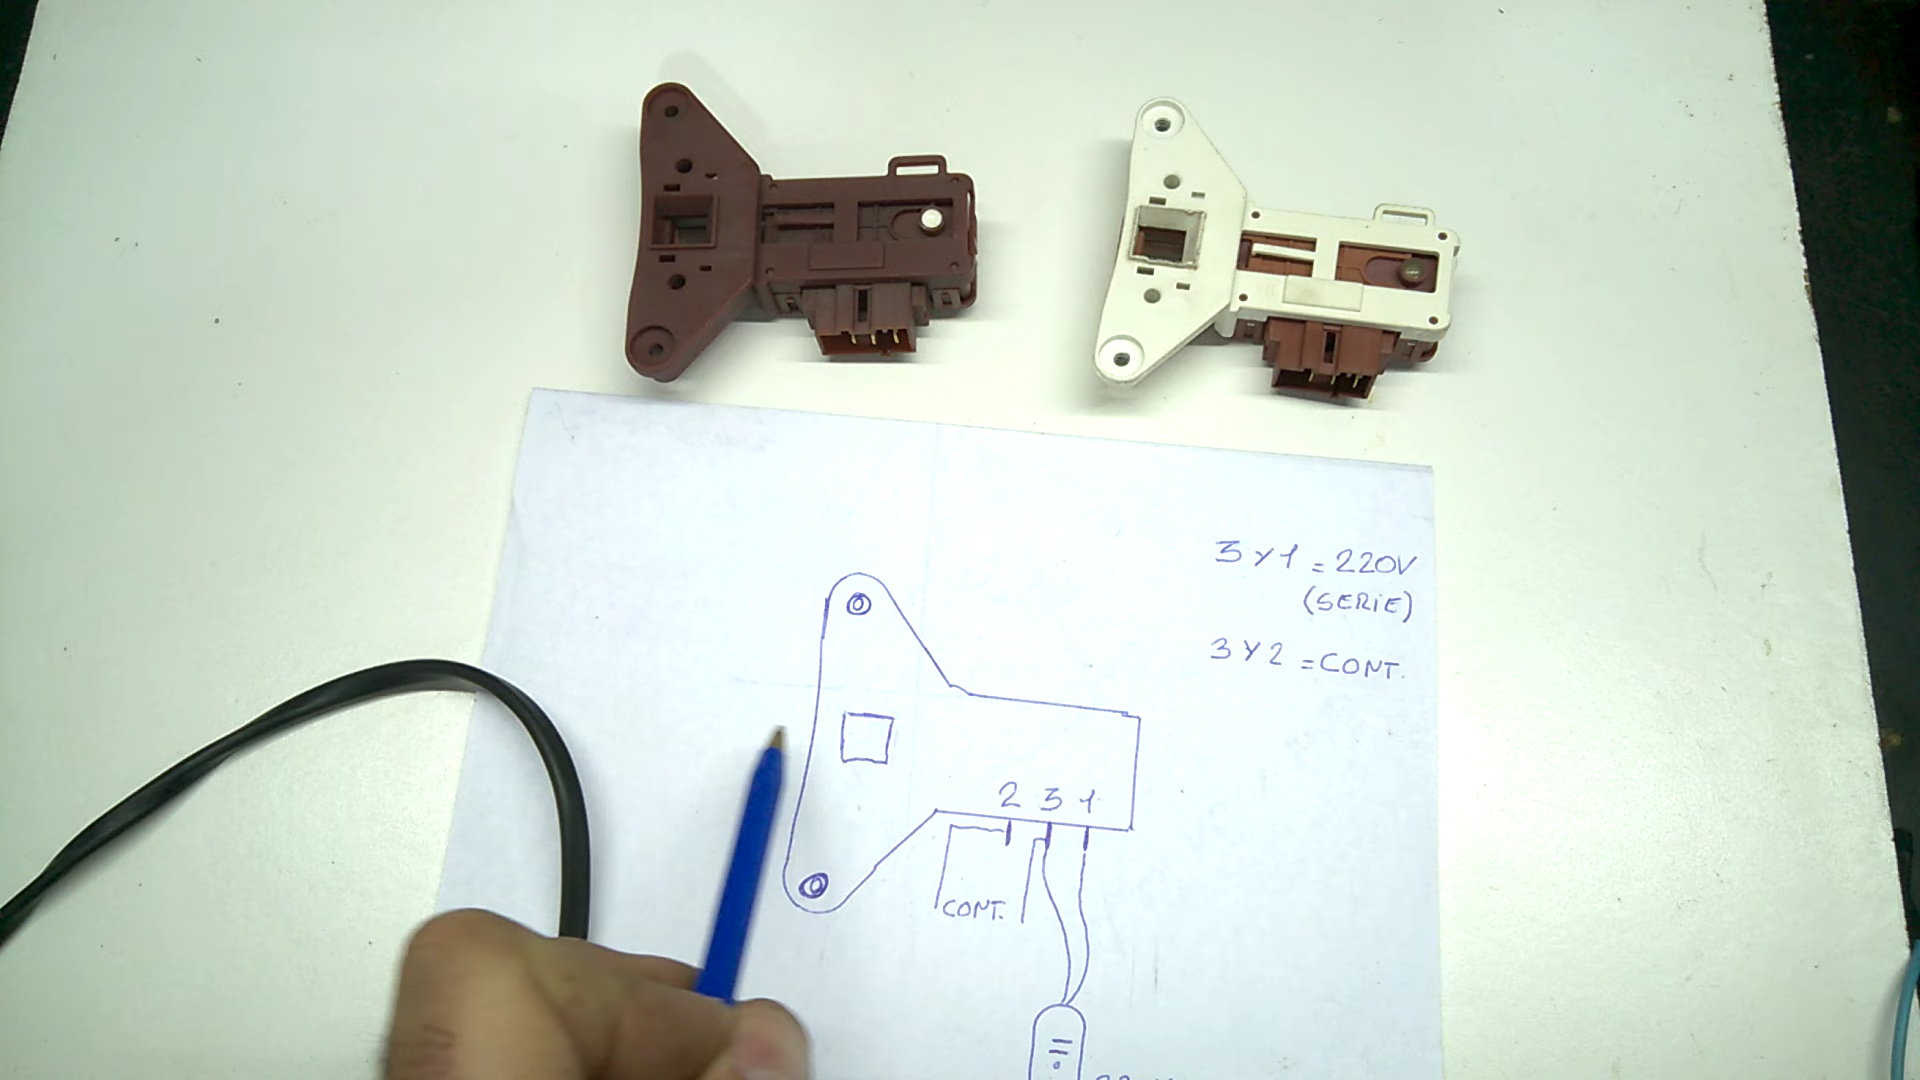 3 Y 1 = 220V
(SERIE)
3 Y 2 = CONT.
2 3 1
CONT.